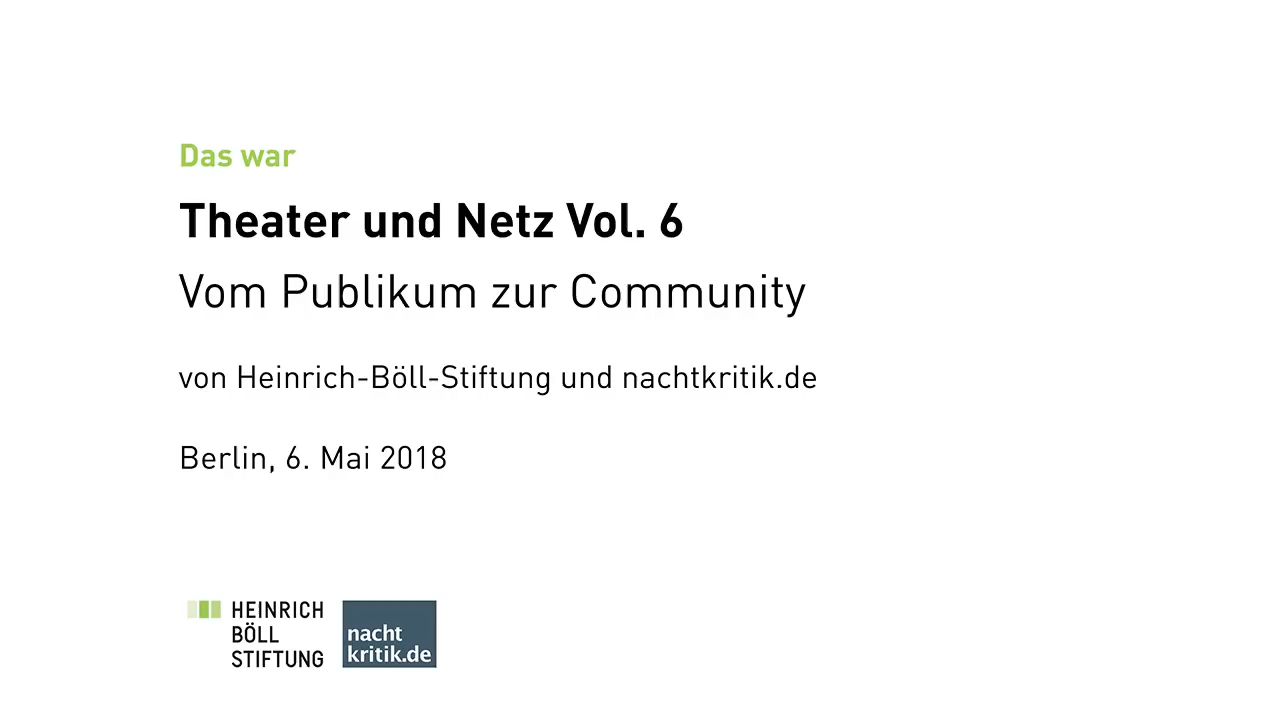 Das war
Theater und Netz Vol. 6
Vom Publikum zur Community
von Heinrich-Böll-Stiftung und nachtkritik.de
Berlin, 6. Mai 2018
HEINRICH
BÖLL
STIFTUNG
nacht
kritik.de